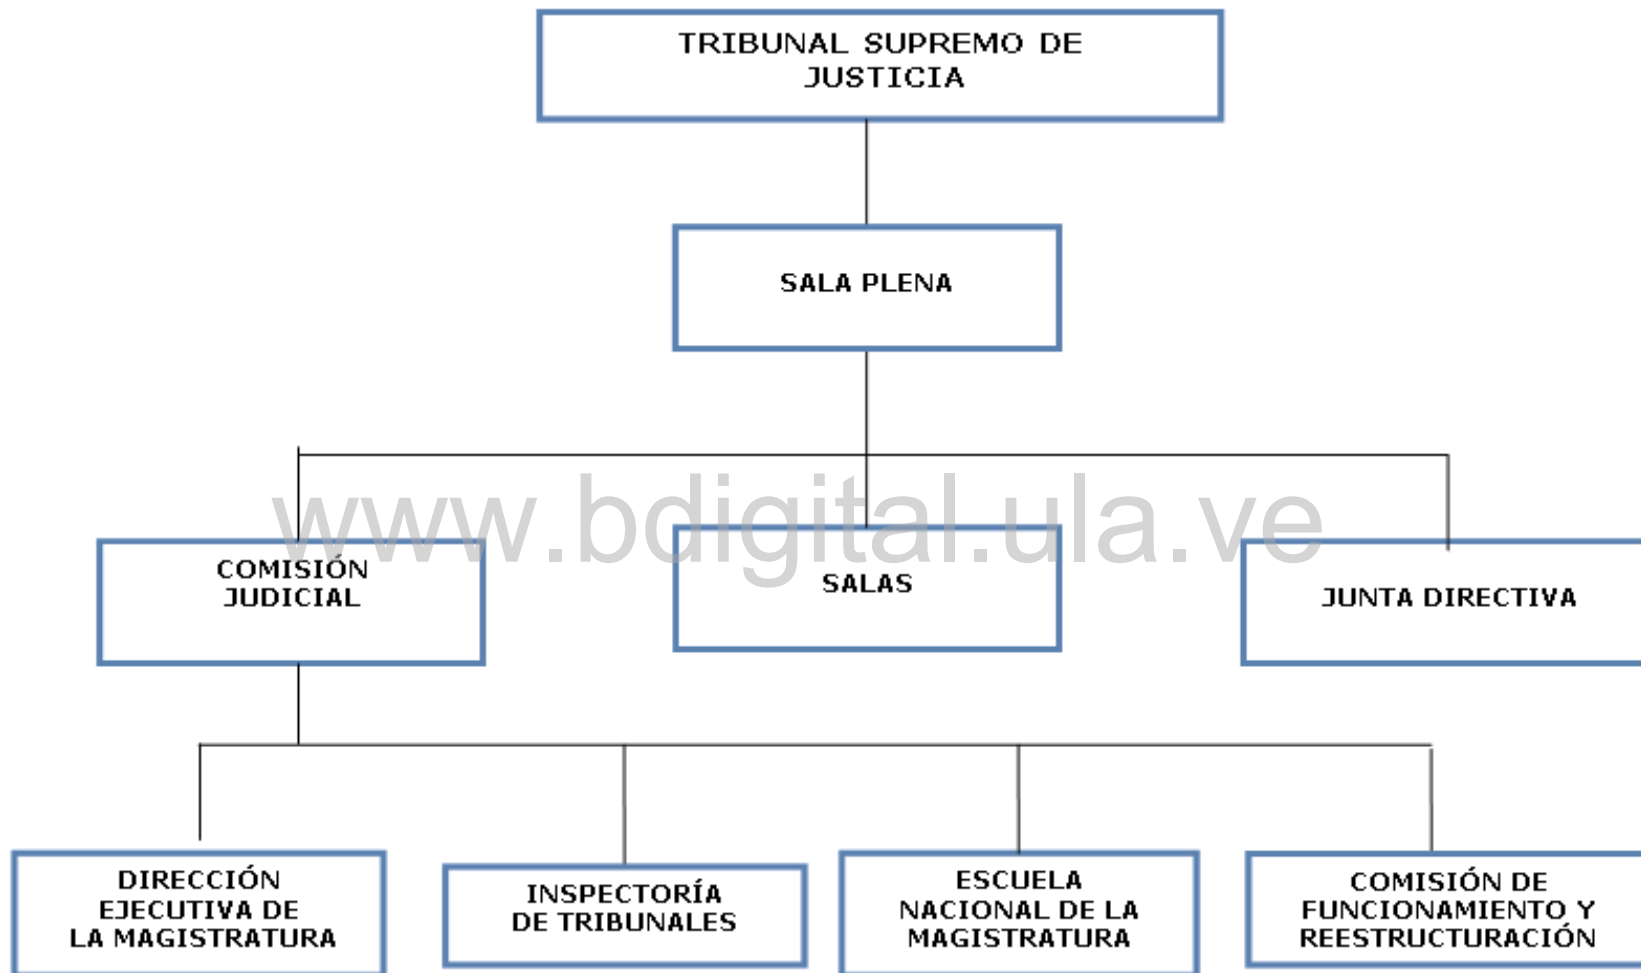 TRIBUNAL SUPREMO DE
JUSTICIA
SALA PLENA
www.bdigital.ula.ve
COMISIÓN
JUDICIAL
SALAS
JUNTA DIRECTIVA
DIRECCIÓN
EJECUTIVA DE
LA MAGISTRATURA
INSPECTORÍA
DE TRIBUNALES
ESCUELA
NACIONAL DE LA
MAGISTRATURA
COMISIÓN DE
FUNCIONAMIENTO Y
REESTRUCTURACIÓN